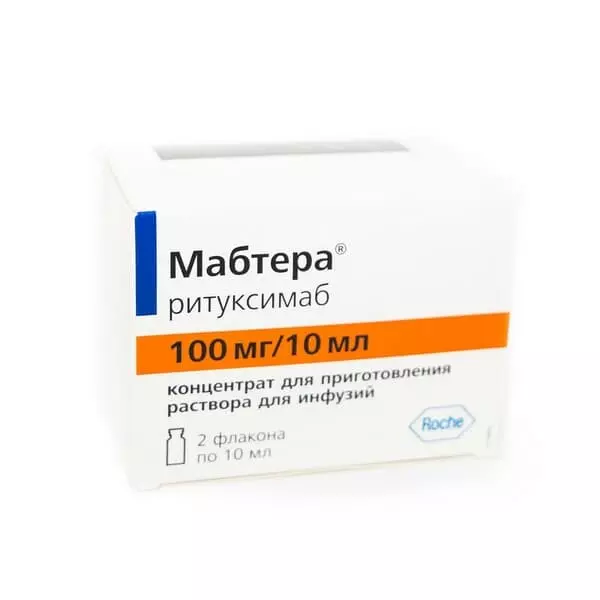 Мабтера®
ритуксимаб
100 мг/10 мл
концентрат для приготовления
раствора для инфузий
Roche
2 флакона
по 10 мл